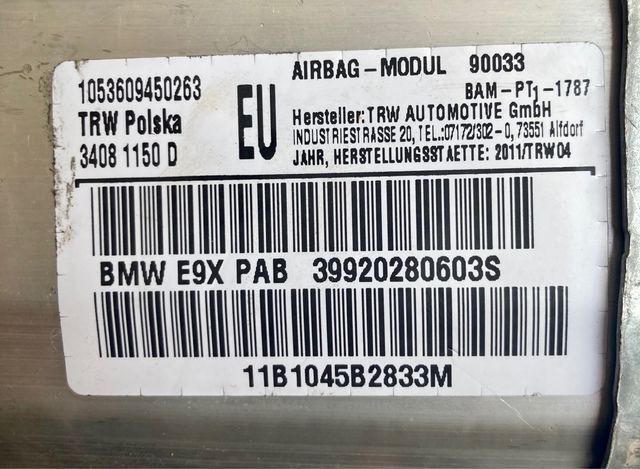 AIRBAG-MODUL 90033
1053609450263
BAM-PT1-1787
TRW Polska
EU
Hersteller: TRW AUTOMOTIVE GmbH
INDUSTRIESTRASSE 20, TEL.:07172/302-0, 73551 Alfdorf
3408 1150 D
JAHR, HERSTELLUNGSSTAETTE: 2011/TRW04
BMW E9X PAB 39920280603S
11B1045B2833M